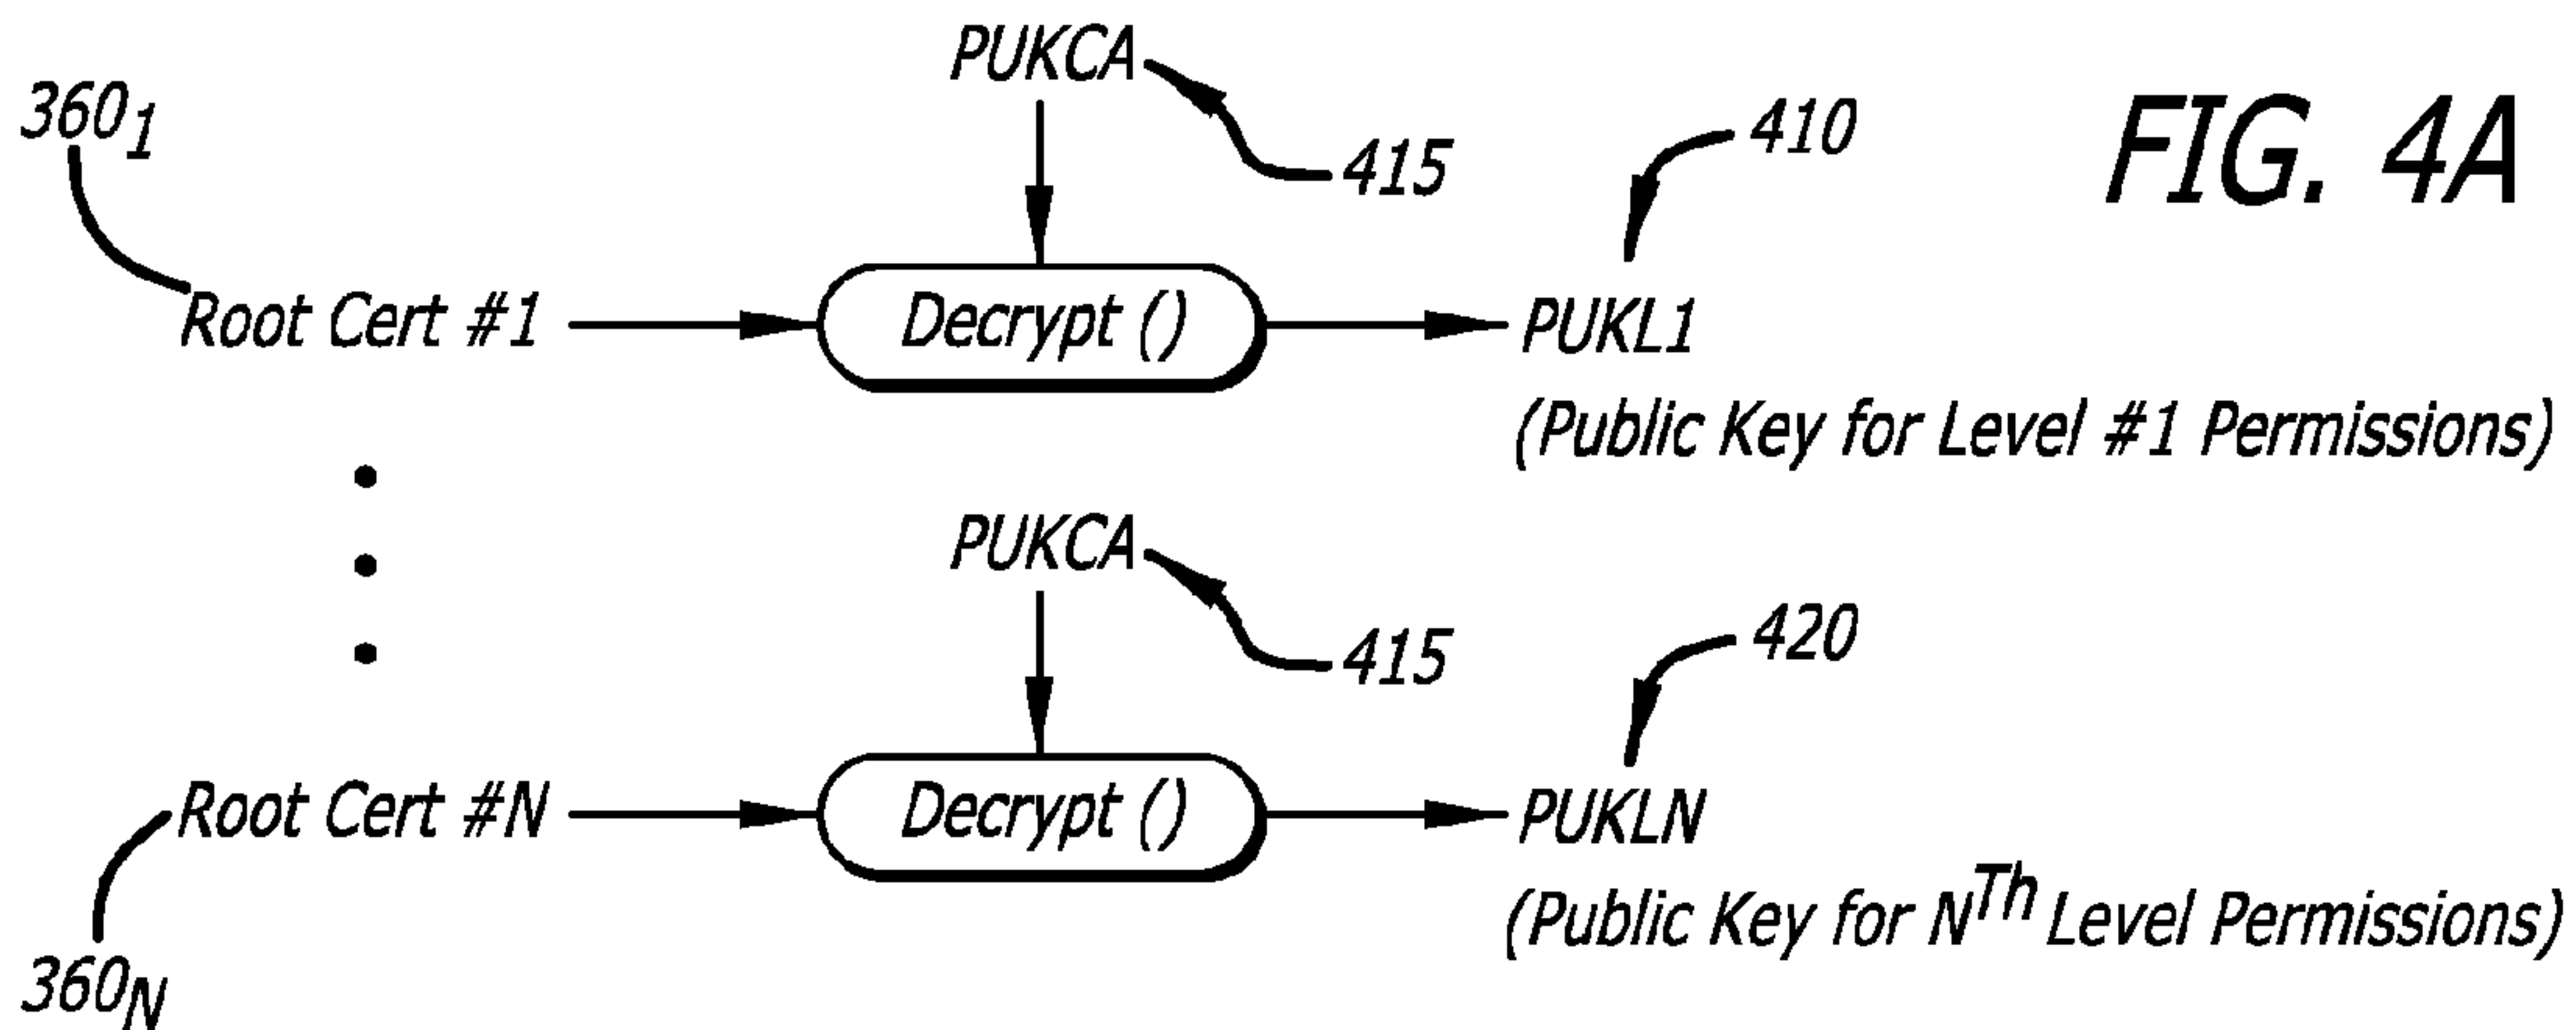 PUKCA
FIG. 4A
360₁
415
410
Root Cert #1
Decrypt ()
PUKL1
(Public Key for Level #1 Permissions)
PUKCA
415
420
Root Cert #N
Decrypt ()
PUKLN
(Public Key for Nᵀʰ Level Permissions)
360N